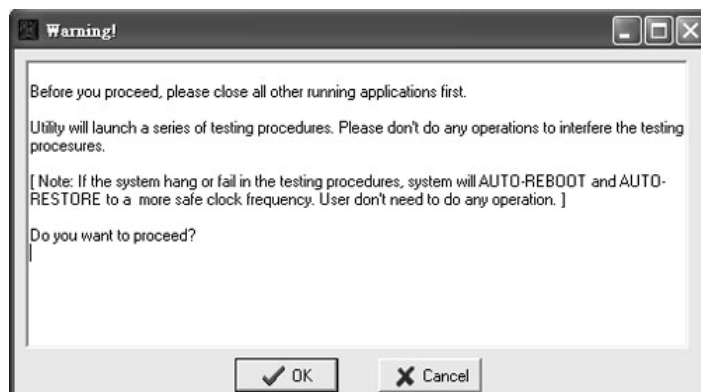 Warning!
Before you proceed, please close all other running applications first.
Utility will launch a series of testing procedures. Please don't do any operations to interfere the testing
procesures.
[ Note: If the system hang or fail in the testing procedures, system will AUTO-REBOOT and AUTO-
RESTORE to a more safe clock frequency. User don't need to do any operation. ]
Do you want to proceed?
OK
Cancel